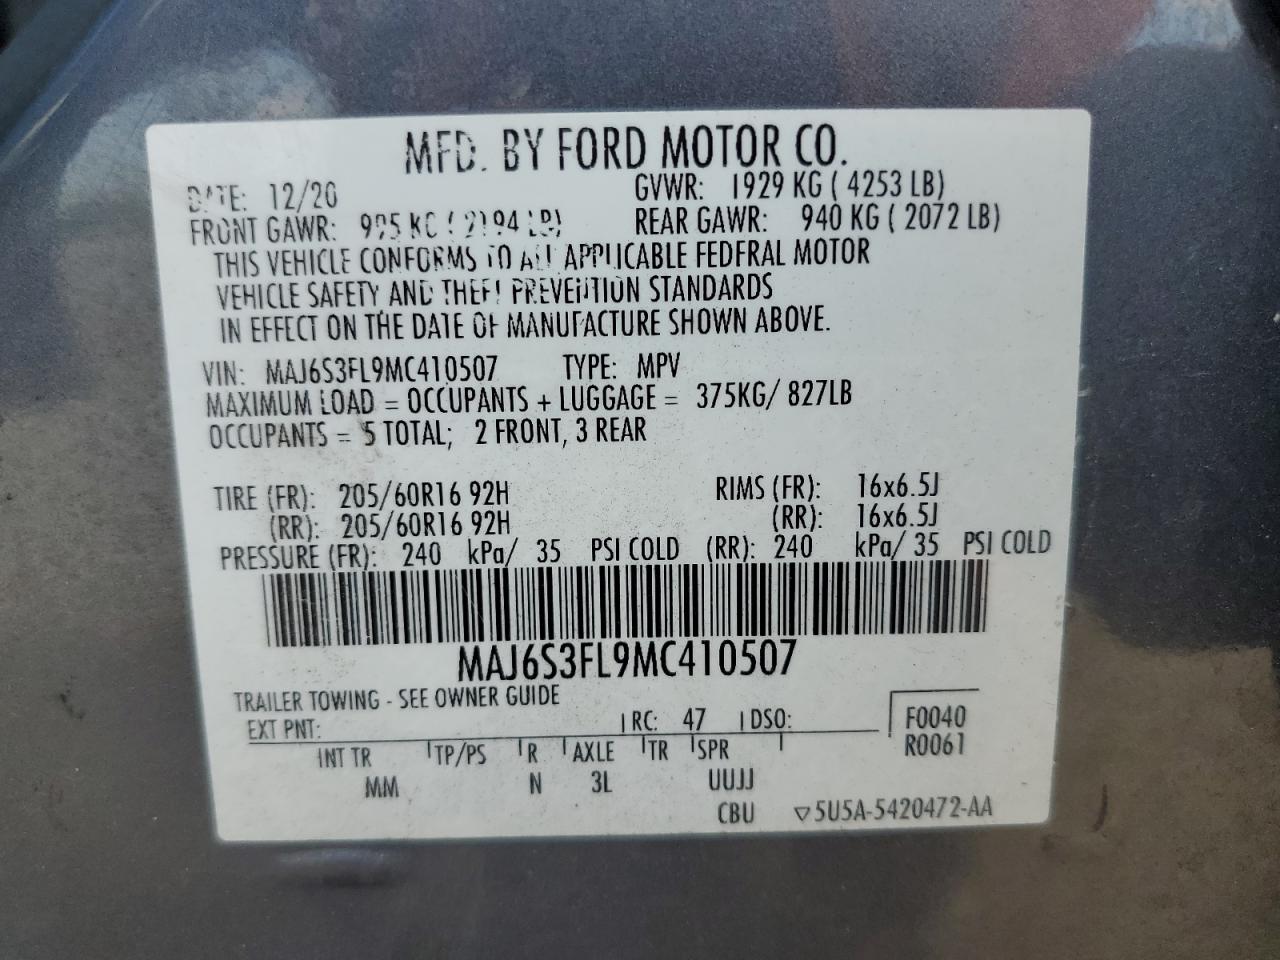 MFD. BY FORD MOTOR CO.
DATE: 12/20 GVWR: 1929 KG ( 4253 LB)
FRONT GAWR: 995 KG ( 2194 LB) REAR GAWR: 940 KG ( 2072 LB)
THIS VEHICLE CONFORMS TO ALL APPLICABLE FEDERAL MOTOR
VEHICLE SAFETY AND THEFT PREVENTION STANDARDS
IN EFFECT ON THE DATE OF MANUFACTURE SHOWN ABOVE.
VIN: MAJ6S3FL9MC410507 TYPE: MPV
MAXIMUM LOAD = OCCUPANTS + LUGGAGE = 375KG/ 827LB
OCCUPANTS = 5 TOTAL; 2 FRONT, 3 REAR
TIRE (FR): 205/60R16 92H RIMS (FR): 16x6.5J
(RR): 205/60R16 92H (RR): 16x6.5J
PRESSURE (FR): 240 kPa/ 35 PSI COLD (RR): 240 kPa/ 35 PSI COLD
MAJ6S3FL9MC410507
TRAILER TOWING - SEE OWNER GUIDE
EXT PNT: RC: 47 DSO: F0040
R0061
INT TR TP/PS R AXLE TR SPR
MM N 3L UUJJ
CBU ▽5U5A-5420472-AA